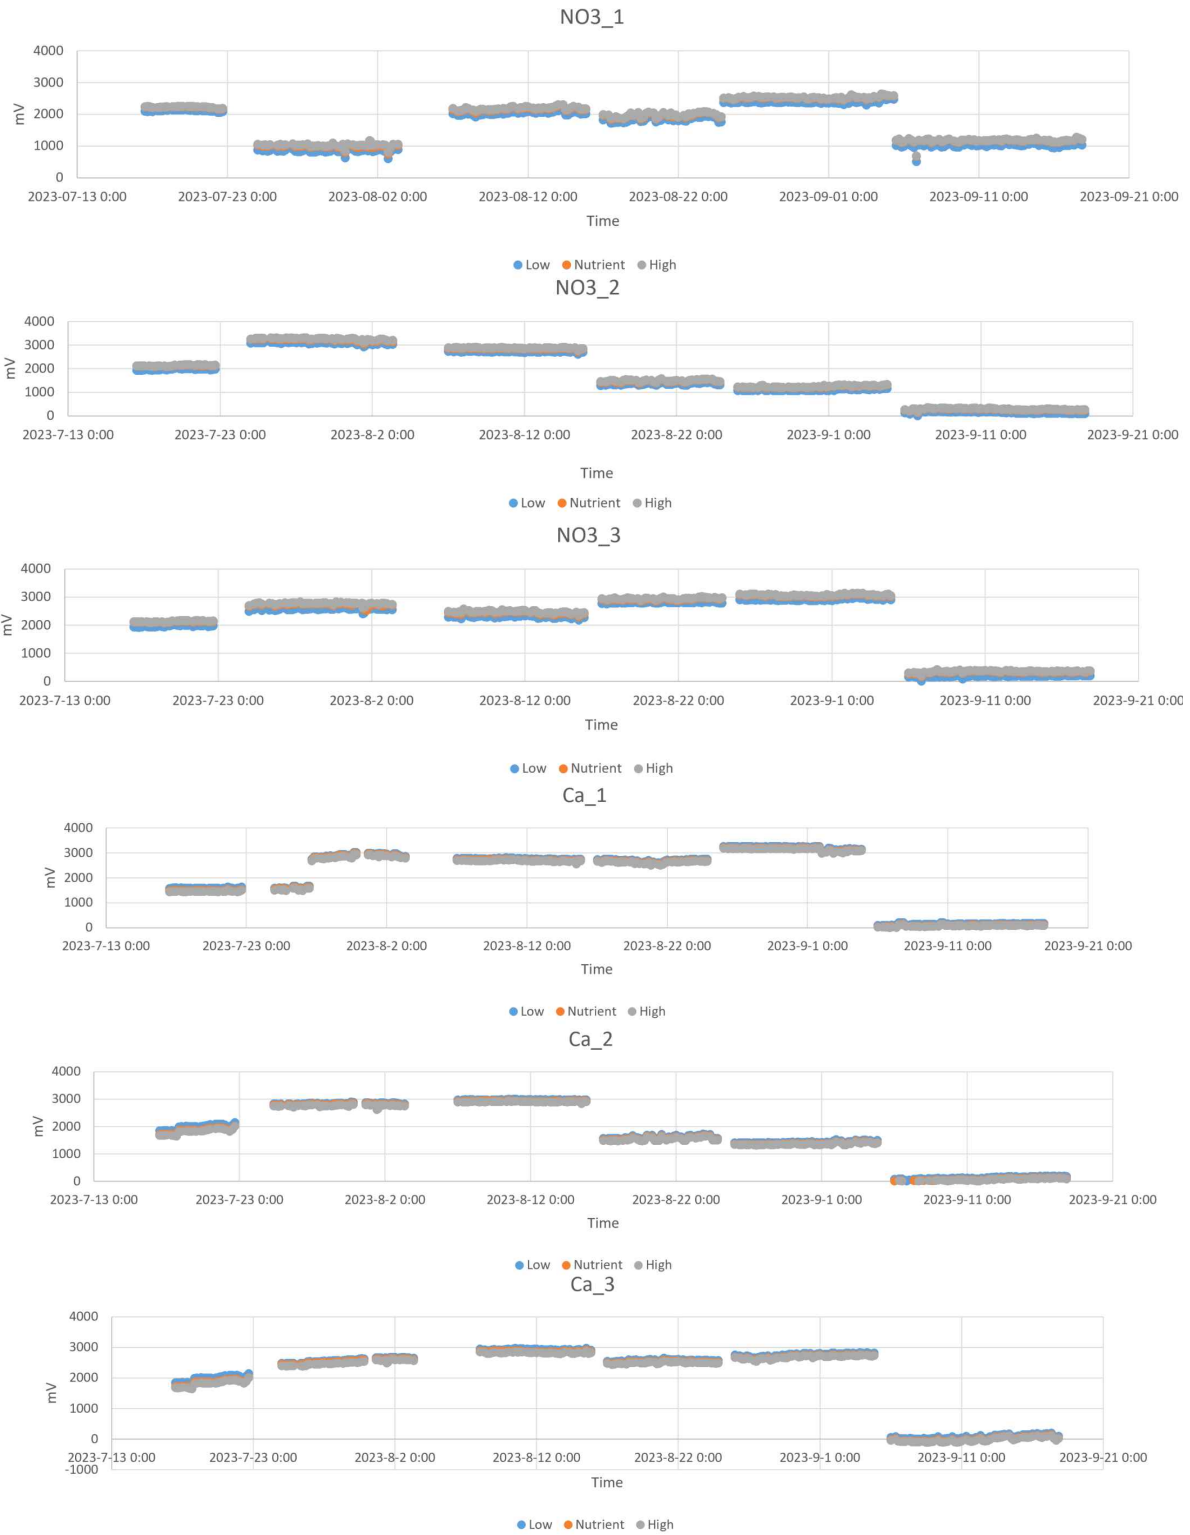 NO3_1
4000
3000
2000
1000
0
mV
2023-07-13 0:00 2023-07-23 0:00 2023-08-02 0:00 2023-08-12 0:00 2023-08-22 0:00 2023-09-01 0:00 2023-09-11 0:00 2023-09-21 0:00
Time
Low Nutrient High
NO3_2
4000
3000
2000
1000
0
mV
2023-7-13 0:00 2023-7-23 0:00 2023-8-2 0:00 2023-8-12 0:00 2023-8-22 0:00 2023-9-1 0:00 2023-9-11 0:00 2023-9-21 0:00
Time
Low Nutrient High
NO3_3
4000
3000
2000
1000
0
mV
2023-7-13 0:00 2023-7-23 0:00 2023-8-2 0:00 2023-8-12 0:00 2023-8-22 0:00 2023-9-1 0:00 2023-9-11 0:00 2023-9-21 0:00
Time
Low Nutrient High
Ca_1
4000
3000
2000
1000
0
mV
2023-7-13 0:00 2023-7-23 0:00 2023-8-2 0:00 2023-8-12 0:00 2023-8-22 0:00 2023-9-1 0:00 2023-9-11 0:00 2023-9-21 0:00
Time
Low Nutrient High
Ca_2
4000
3000
2000
1000
0
mV
2023-7-13 0:00 2023-7-23 0:00 2023-8-2 0:00 2023-8-12 0:00 2023-8-22 0:00 2023-9-1 0:00 2023-9-11 0:00 2023-9-21 0:00
Time
Low Nutrient High
Ca_3
4000
3000
2000
1000
0
-1000
mV
2023-7-13 0:00 2023-7-23 0:00 2023-8-2 0:00 2023-8-12 0:00 2023-8-22 0:00 2023-9-1 0:00 2023-9-11 0:00 2023-9-21 0:00
Time
Low Nutrient High